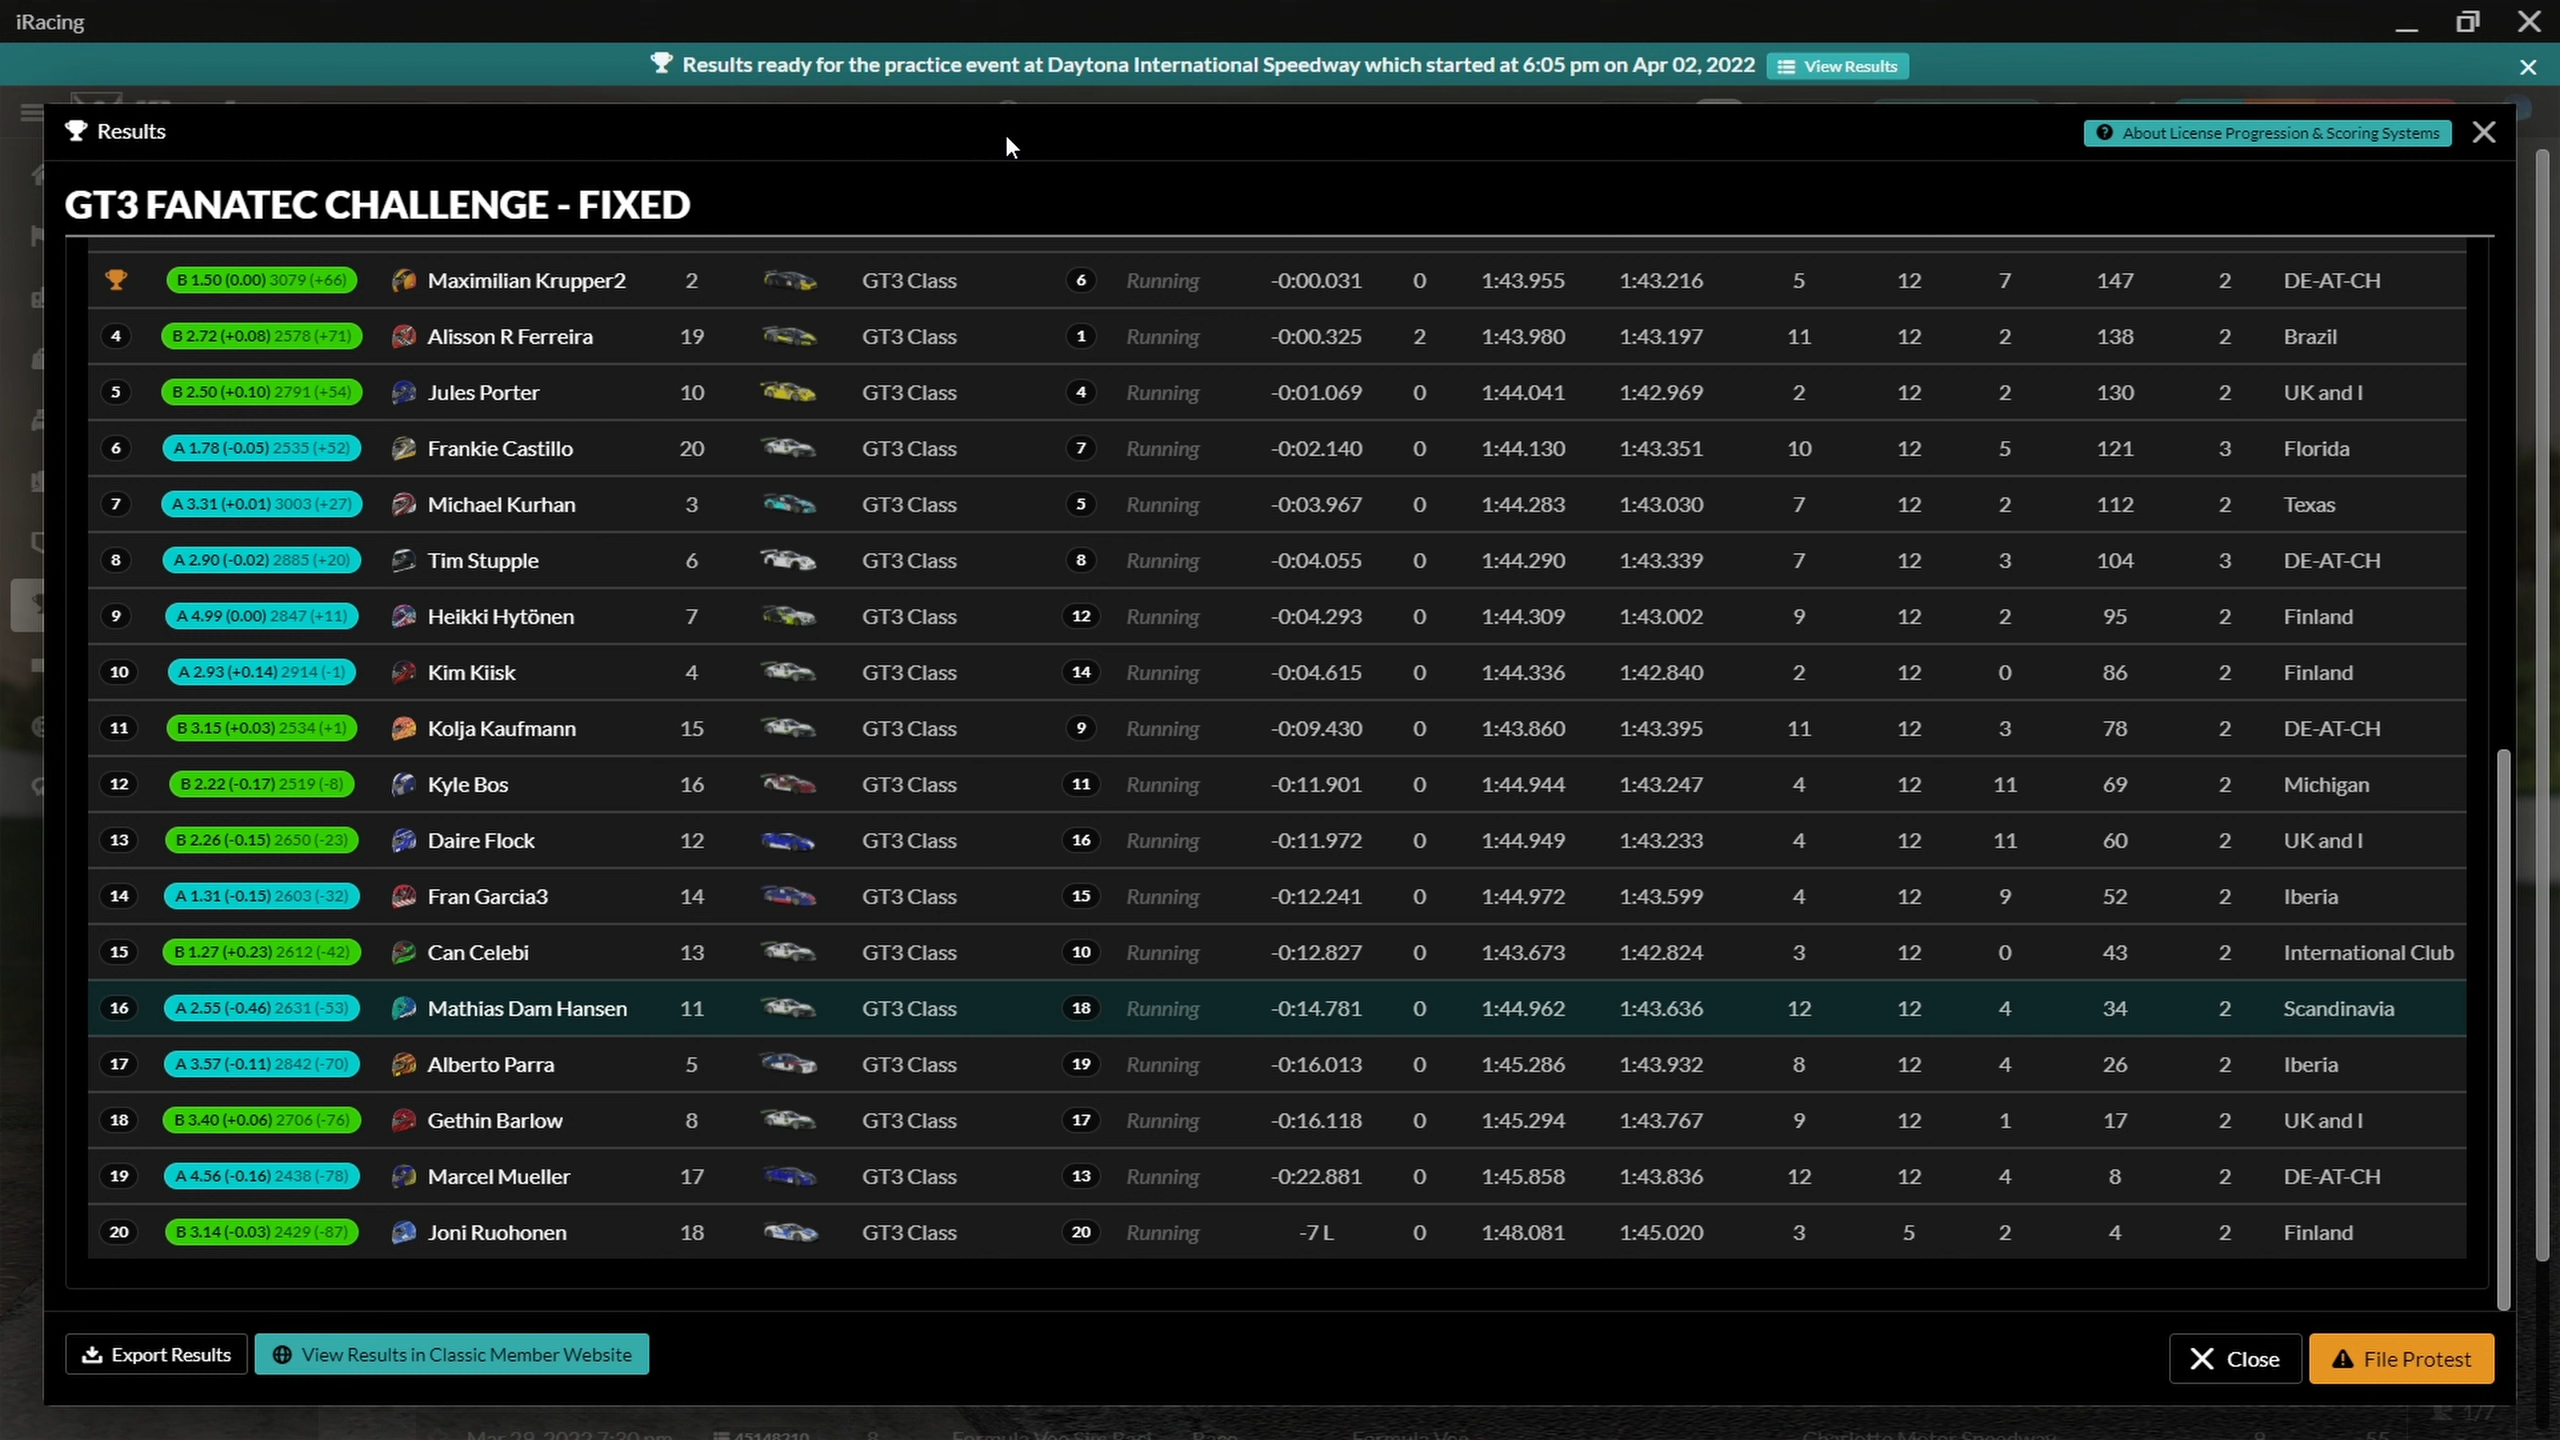 iRacing
Results ready for the practice event at Daytona International Speedway which started at 6:05 pm on Apr 02, 2022 View Results
Results About License Progression & Scoring Systems
GT3 FANATEC CHALLENGE - FIXED
B 1.50 (0.00) 3079 (+66) Maximilian Krupper2 2 GT3 Class 6 Running -0:00.031 0 1:43.955 1:43.216 5 12 7 147 2 DE-AT-CH
4 B 2.72 (+0.08) 2578 (+71) Alisson R Ferreira 19 GT3 Class 1 Running -0:00.325 2 1:43.980 1:43.197 11 12 2 138 2 Brazil
5 B 2.50 (+0.10) 2791 (+54) Jules Porter 10 GT3 Class 4 Running -0:01.069 0 1:44.041 1:42.969 2 12 2 130 2 UK and I
6 A 1.78 (-0.05) 2535 (+52) Frankie Castillo 20 GT3 Class 7 Running -0:02.140 0 1:44.130 1:43.351 10 12 5 121 3 Florida
7 A 3.31 (+0.01) 3003 (+27) Michael Kurhan 3 GT3 Class 5 Running -0:03.967 0 1:44.283 1:43.030 7 12 2 112 2 Texas
8 A 2.90 (-0.02) 2885 (+20) Tim Stupple 6 GT3 Class 8 Running -0:04.055 0 1:44.290 1:43.339 7 12 3 104 3 DE-AT-CH
9 A 4.99 (0.00) 2847 (+11) Heikki Hytönen 7 GT3 Class 12 Running -0:04.293 0 1:44.309 1:43.002 9 12 2 95 2 Finland
10 A 2.93 (+0.14) 2914 (-1) Kim Kiisk 4 GT3 Class 14 Running -0:04.615 0 1:44.336 1:42.840 2 12 0 86 2 Finland
11 B 3.15 (+0.03) 2534 (+1) Kolja Kaufmann 15 GT3 Class 9 Running -0:09.430 0 1:43.860 1:43.395 11 12 3 78 2 DE-AT-CH
12 B 2.22 (-0.17) 2519 (-8) Kyle Bos 16 GT3 Class 11 Running -0:11.901 0 1:44.944 1:43.247 4 12 11 69 2 Michigan
13 B 2.26 (-0.15) 2650 (-23) Daire Flock 12 GT3 Class 16 Running -0:11.972 0 1:44.949 1:43.233 4 12 11 60 2 UK and I
14 A 1.31 (-0.15) 2603 (-32) Fran Garcia3 14 GT3 Class 15 Running -0:12.241 0 1:44.972 1:43.599 4 12 9 52 2 Iberia
15 B 1.27 (+0.23) 2612 (-42) Can Celebi 13 GT3 Class 10 Running -0:12.827 0 1:43.673 1:42.824 3 12 0 43 2 International Club
16 A 2.55 (-0.46) 2631 (-53) Mathias Dam Hansen 11 GT3 Class 18 Running -0:14.781 0 1:44.962 1:43.636 12 12 4 34 2 Scandinavia
17 A 3.57 (-0.11) 2842 (-70) Alberto Parra 5 GT3 Class 19 Running -0:16.013 0 1:45.286 1:43.932 8 12 4 26 2 Iberia
18 B 3.40 (+0.06) 2706 (-76) Gethin Barlow 8 GT3 Class 17 Running -0:16.118 0 1:45.294 1:43.767 9 12 1 17 2 UK and I
19 A 4.56 (-0.16) 2438 (-78) Marcel Mueller 17 GT3 Class 13 Running -0:22.881 0 1:45.858 1:43.836 12 12 4 8 2 DE-AT-CH
20 B 3.14 (-0.03) 2429 (-87) Joni Ruohonen 18 GT3 Class 20 Running -7 L 0 1:48.081 1:45.020 3 5 2 4 2 Finland
Export Results View Results in Classic Member Website Close File Protest